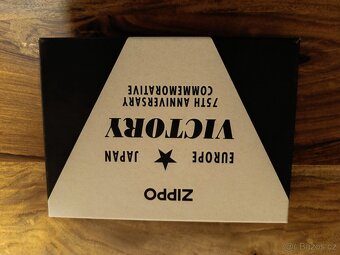 ZIPPO
EUROPE ★ JAPAN
VICTORY
75TH ANNIVERSARY
COMMEMORATIVE